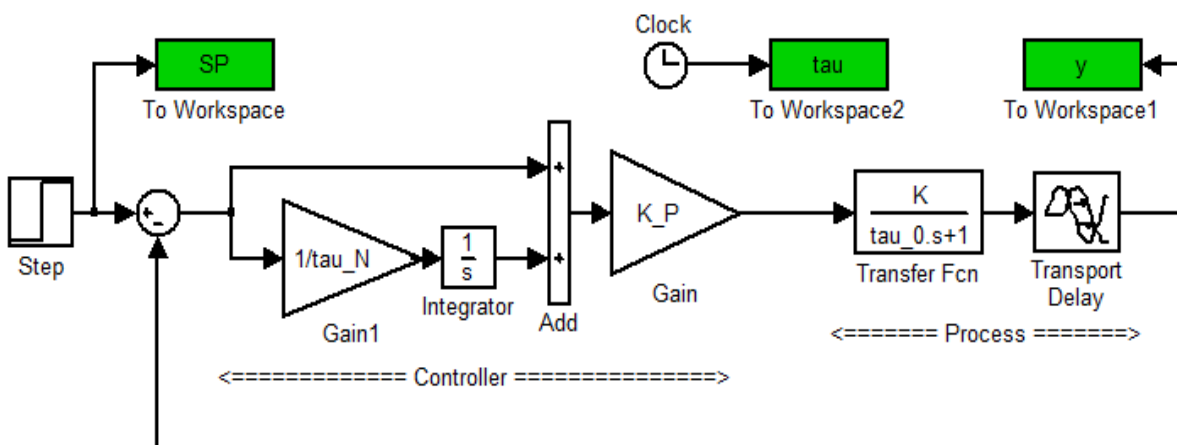 Clock
SP
tau
y
To Workspace
To Workspace2
To Workspace1
+
-
Step
1/tau_N
Gain1
1
s
Integrator
+
+
Add
K_P
Gain
K
tau_0.s+1
Transfer Fcn
Transport
Delay
<======= Process =======>
<============ Controller ===============>